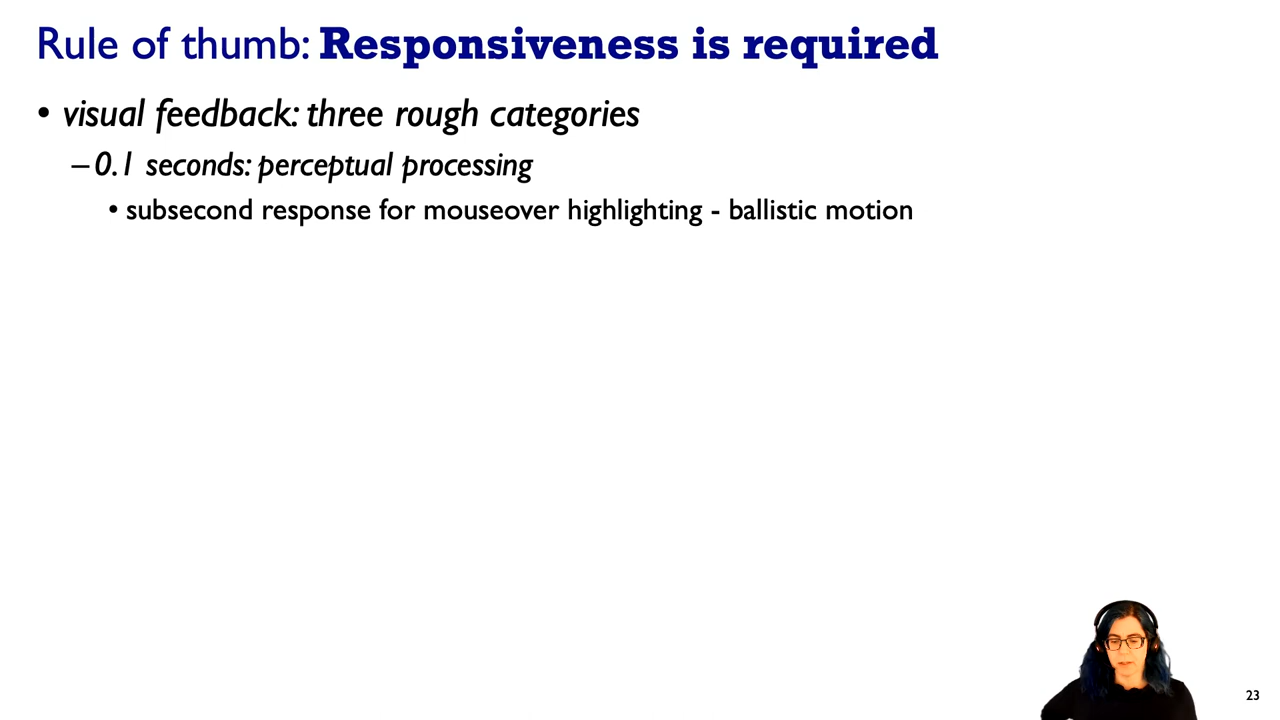 Rule of thumb: Responsiveness is required
• visual feedback: three rough categories
– 0.1 seconds: perceptual processing
• subsecond response for mouseover highlighting - ballistic motion
23